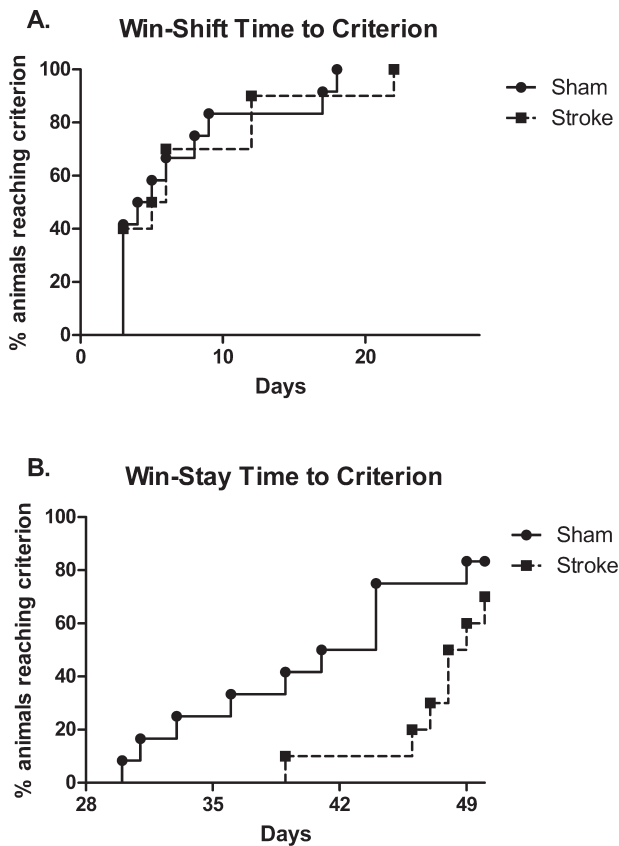 A.
Win-Shift Time to Criterion
% animals reaching criterion
100
80
60
40
20
0
0 10 20
Days
Sham
Stroke
B.
Win-Stay Time to Criterion
% animals reaching criterion
100
80
60
40
20
0
28 35 42 49
Days
Sham
Stroke